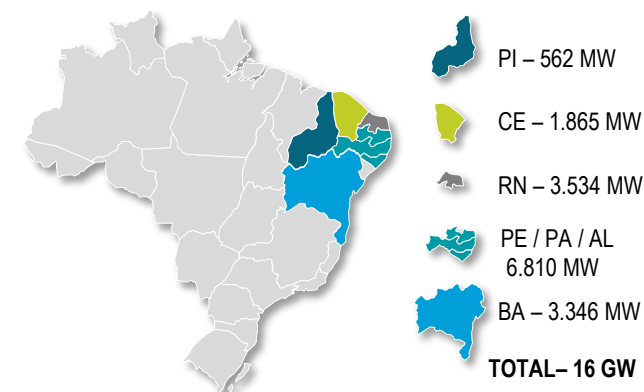 PI – 562 MW
CE – 1.865 MW
RN – 3.534 MW
PE / PA / AL
6.810 MW
BA – 3.346 MW
TOTAL– 16 GW